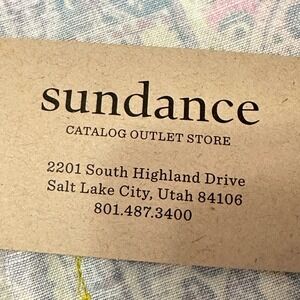 sundance
CATALOG OUTLET STORE
2201 South Highland Drive
Salt Lake City, Utah 84106
801.487.3400